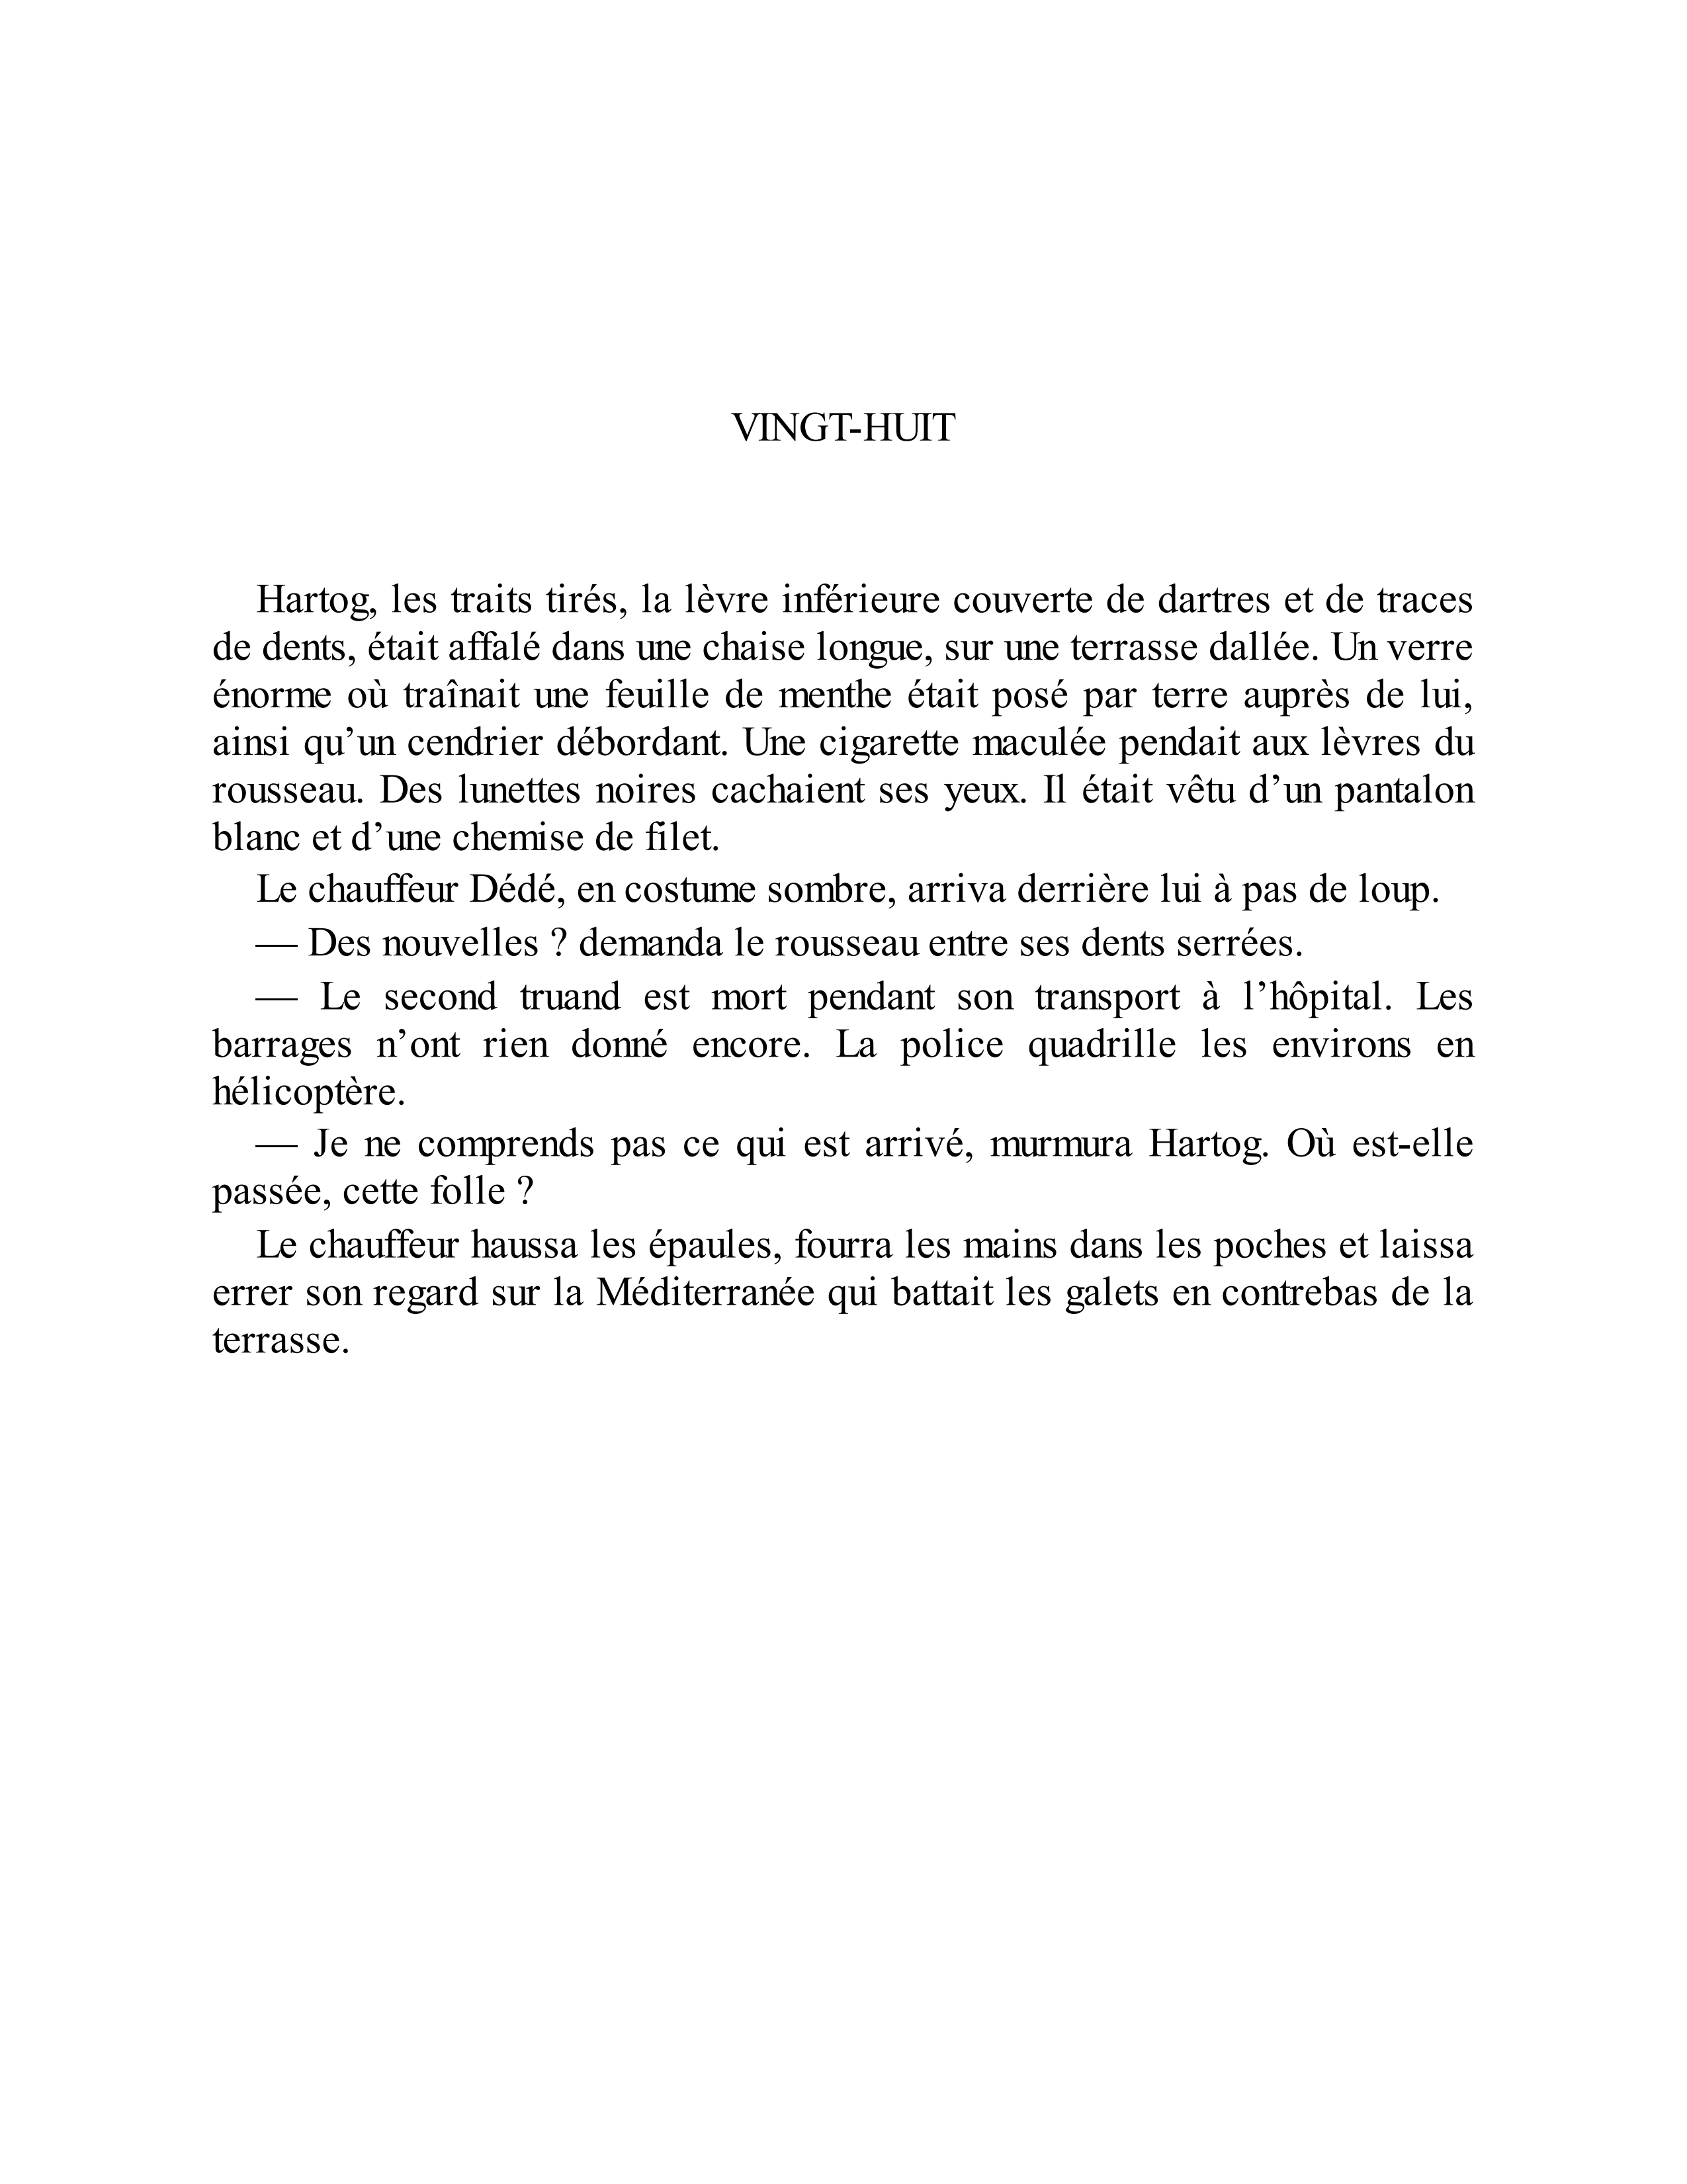 VINGT-HUIT
Hartog, les traits tirés, la lèvre inférieure couverte de dartres et de traces
de dents, était affalé dans une chaise longue, sur une terrasse dallée. Un verre
énorme où traînait une feuille de menthe était posé par terre auprès de lui,
ainsi qu’un cendrier débordant. Une cigarette maculée pendait aux lèvres du
rousseau. Des lunettes noires cachaient ses yeux. Il était vêtu d’un pantalon
blanc et d’une chemise de filet.
Le chauffeur Dédé, en costume sombre, arriva derrière lui à pas de loup.
— Des nouvelles ? demanda le rousseau entre ses dents serrées.
— Le second truand est mort pendant son transport à l’hôpital. Les
barrages n’ont rien donné encore. La police quadrille les environs en
hélicoptère.
— Je ne comprends pas ce qui est arrivé, murmura Hartog. Où est-elle
passée, cette folle ?
Le chauffeur haussa les épaules, fourra les mains dans les poches et laissa
errer son regard sur la Méditerranée qui battait les galets en contrebas de la
terrasse.